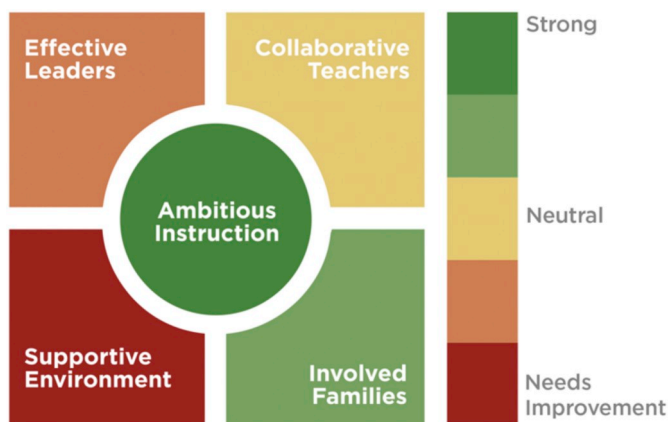 Effective
Leaders
Collaborative
Teachers
Ambitious
Instruction
Supportive
Environment
Involved
Families
Strong
Neutral
Needs
Improvement